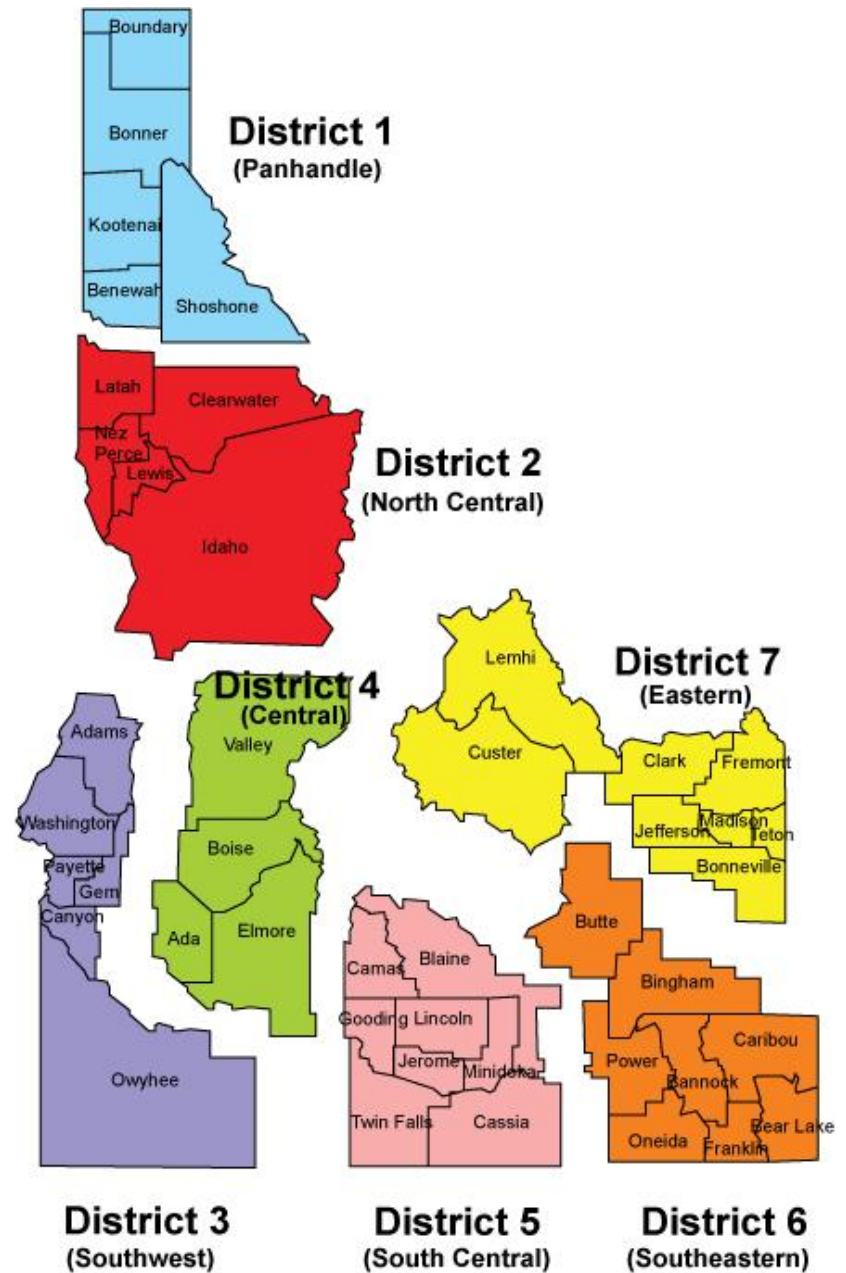 Boundary
Bonner
District 1
(Panhandle)
Kootenai
Benewah
Shoshone
Latah
Clearwater
Nez
Perce
Lewis
District 2
(North Central)
Idaho
Lemhi
District 7
(Eastern)
District 4
(Central)
Adams
Valley
Custer
Clark
Fremont
Washington
Madison
Jefferson
Teton
Boise
Payette
Bonneville
Gem
Canyon
Butte
Ada
Elmore
Blaine
Camas
Bingham
Gooding
Lincoln
Caribou
Jerome
Power
Minidoka
Bannock
Owyhee
Twin Falls
Cassia
Bear Lake
Oneida
Franklin
District 3
(Southwest)
District 5
(South Central)
District 6
(Southeastern)